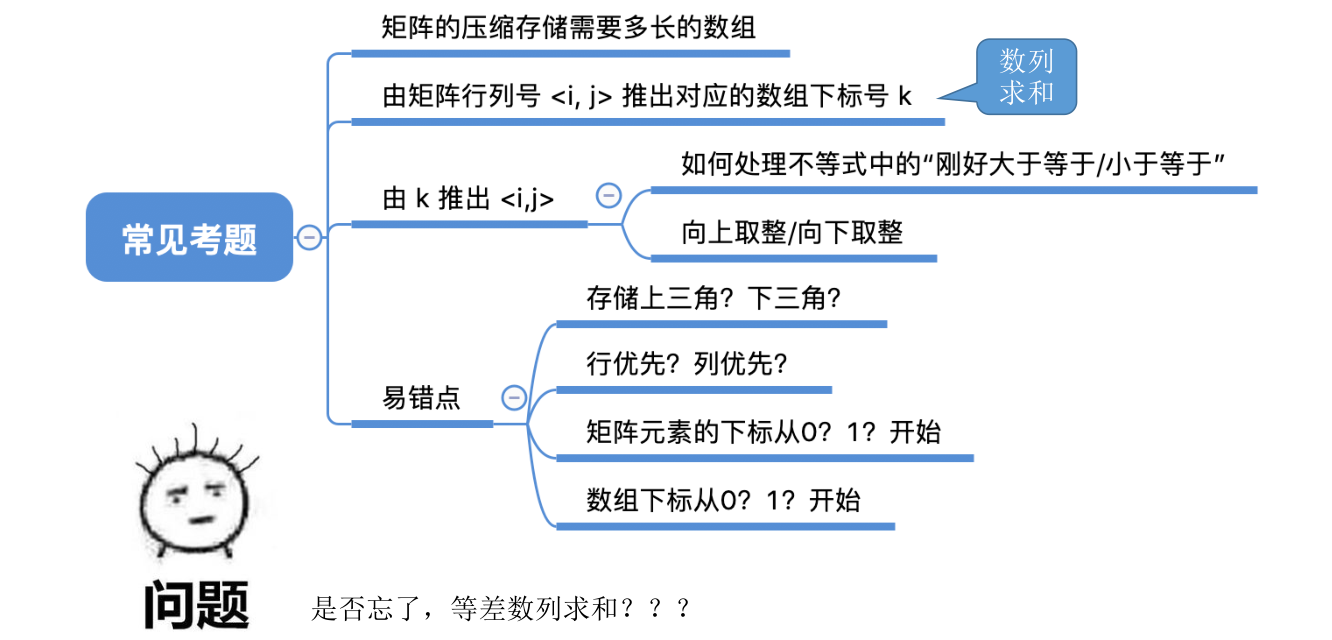 矩阵的压缩存储需要多长的数组
由矩阵行列号 <i, j> 推出对应的数组下标号 k
数列
求和
常见考题
由 k 推出 <i,j>
如何处理不等式中的“刚好大于等于/小于等于”
向上取整/向下取整
易错点
存储上三角？下三角？
行优先？列优先？
矩阵元素的下标从0？1？开始
数组下标从0？1？开始
问题
是否忘了，等差数列求和？？？